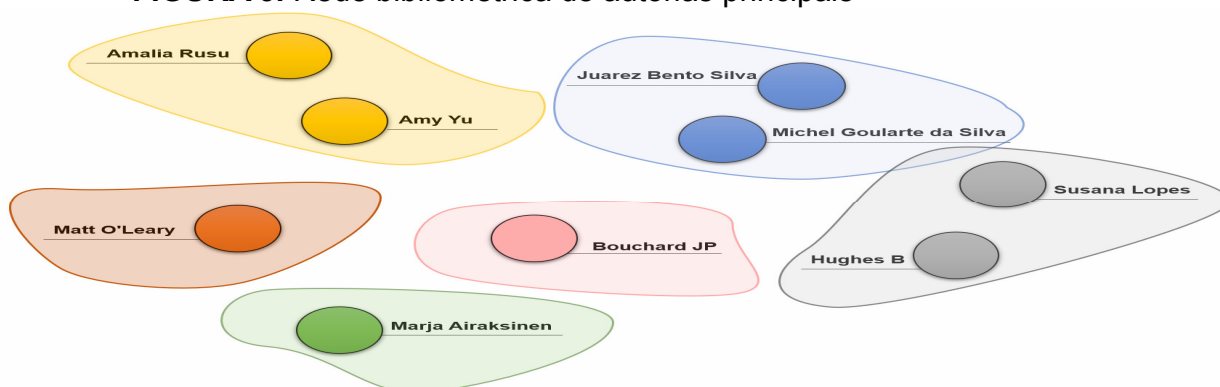 Rede bibliométrica de autorias principais
Amalia Rusu
Juarez Bento Silva
Amy Yu
Michel Goularte da Silva
Susana Lopes
Matt O'Leary
Bouchard JP
Hughes B
Marja Airaksinen